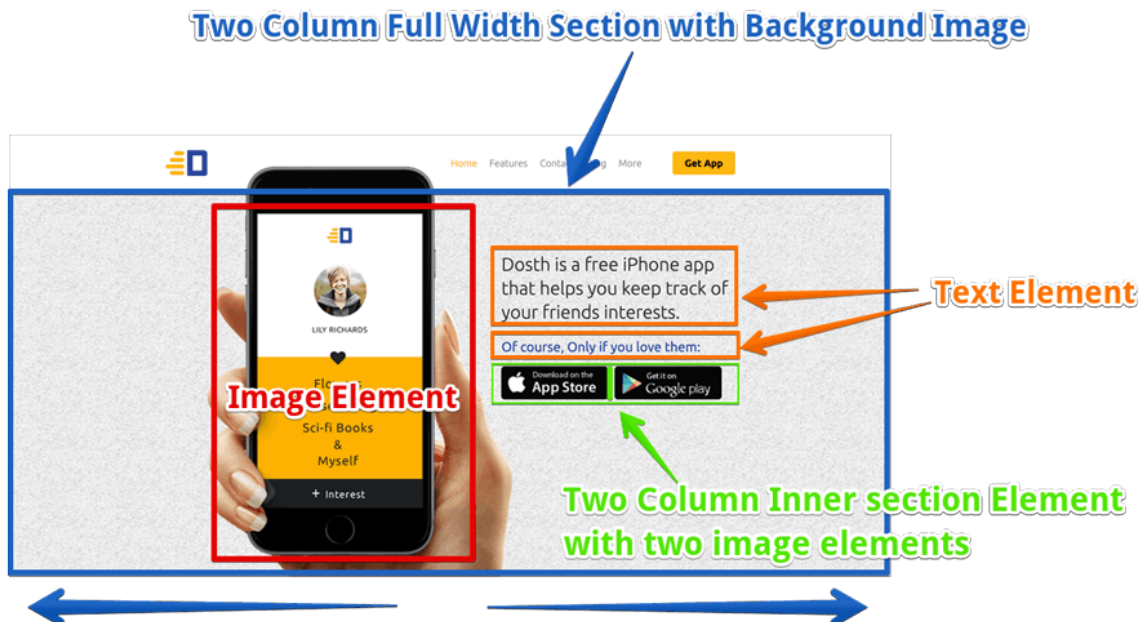 Two Column Full Width Section with Background Image
Home Features Conta g More Get App
LILY RICHARDS
Image Element
Sci-fi Books
&
Myself
+ Interest
Dosth is a free iPhone app
that helps you keep track of
your friends interests.
Of course, Only if you love them:
Download on the
App Store
Get it on
Google play
Text Element
Two Column Inner section Element
with two image elements